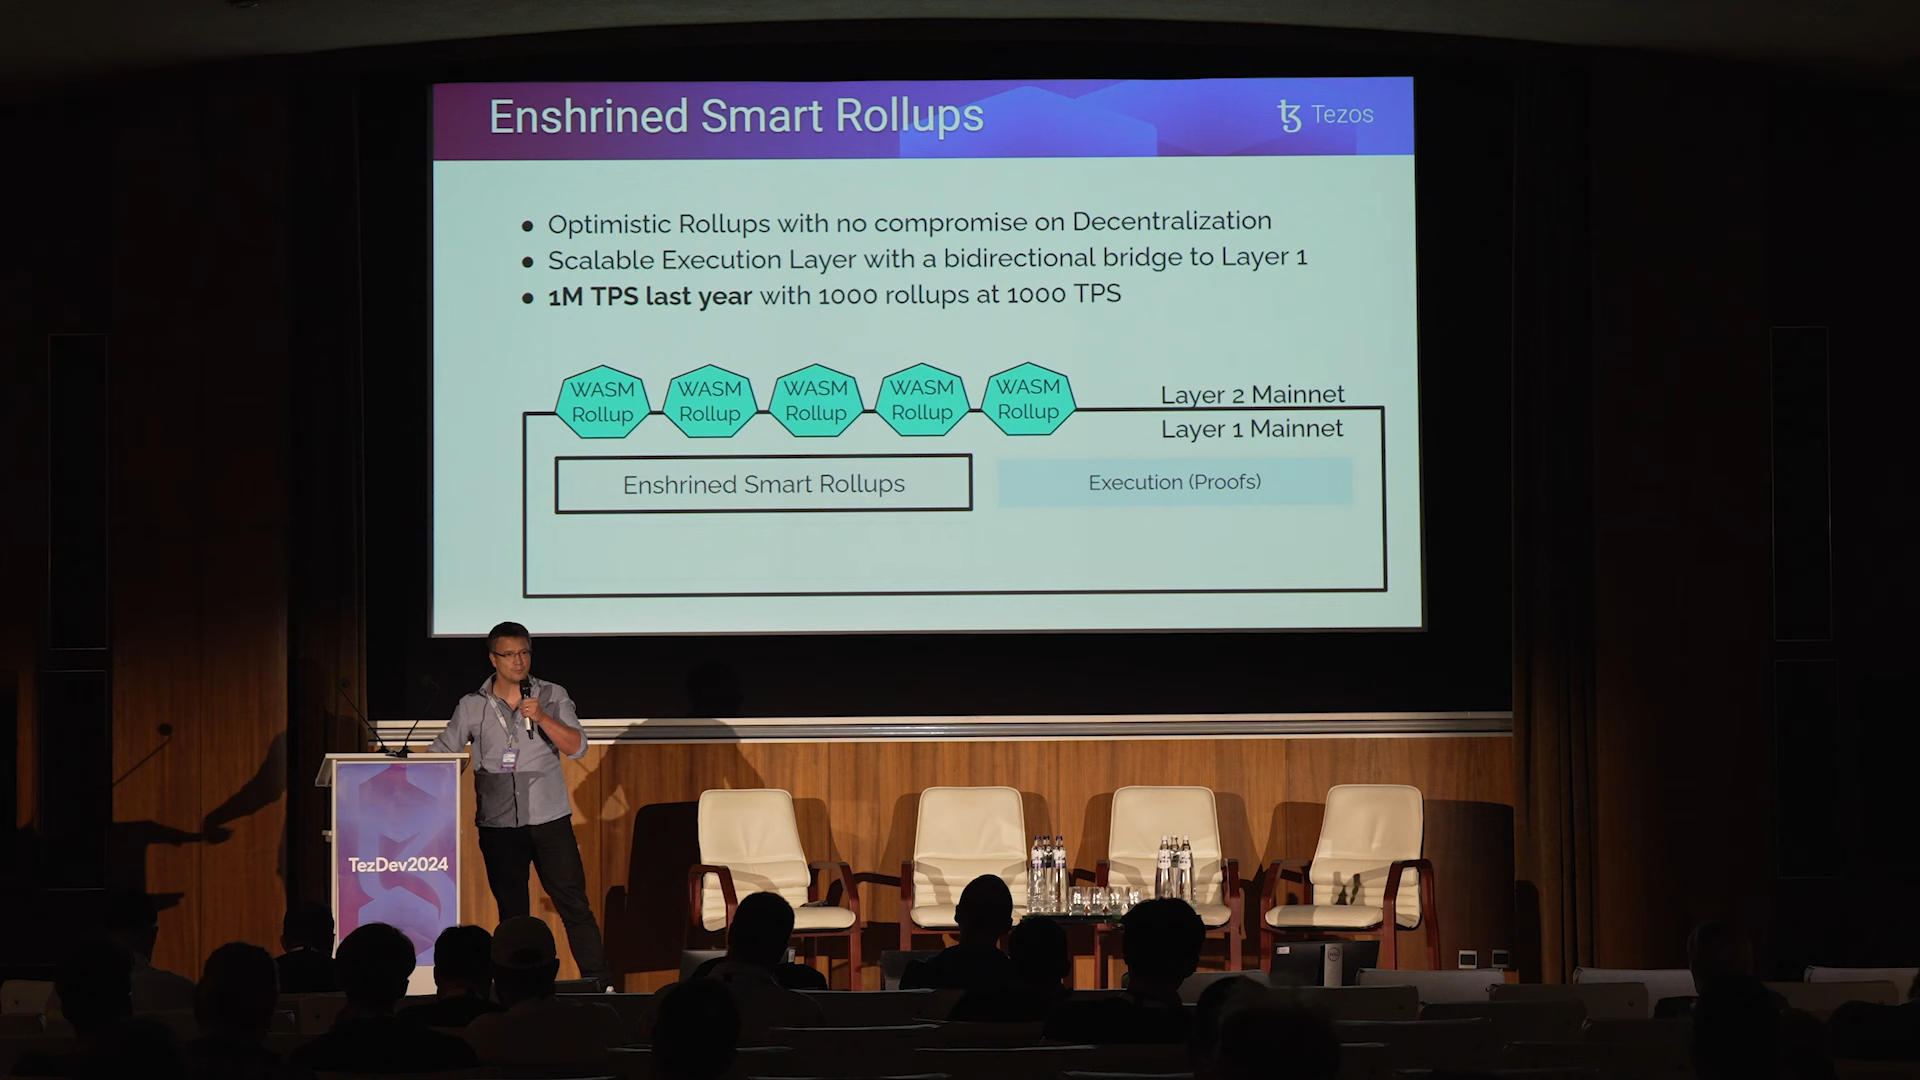 Enshrined Smart Rollups
Tezos
● Optimistic Rollups with no compromise on Decentralization
● Scalable Execution Layer with a bidirectional bridge to Layer 1
● 1M TPS last year with 1000 rollups at 1000 TPS
WASM
Rollup
WASM
Rollup
WASM
Rollup
WASM
Rollup
WASM
Rollup
Layer 2 Mainnet
Layer 1 Mainnet
Enshrined Smart Rollups
Execution (Proofs)
TezDev2024
DELL